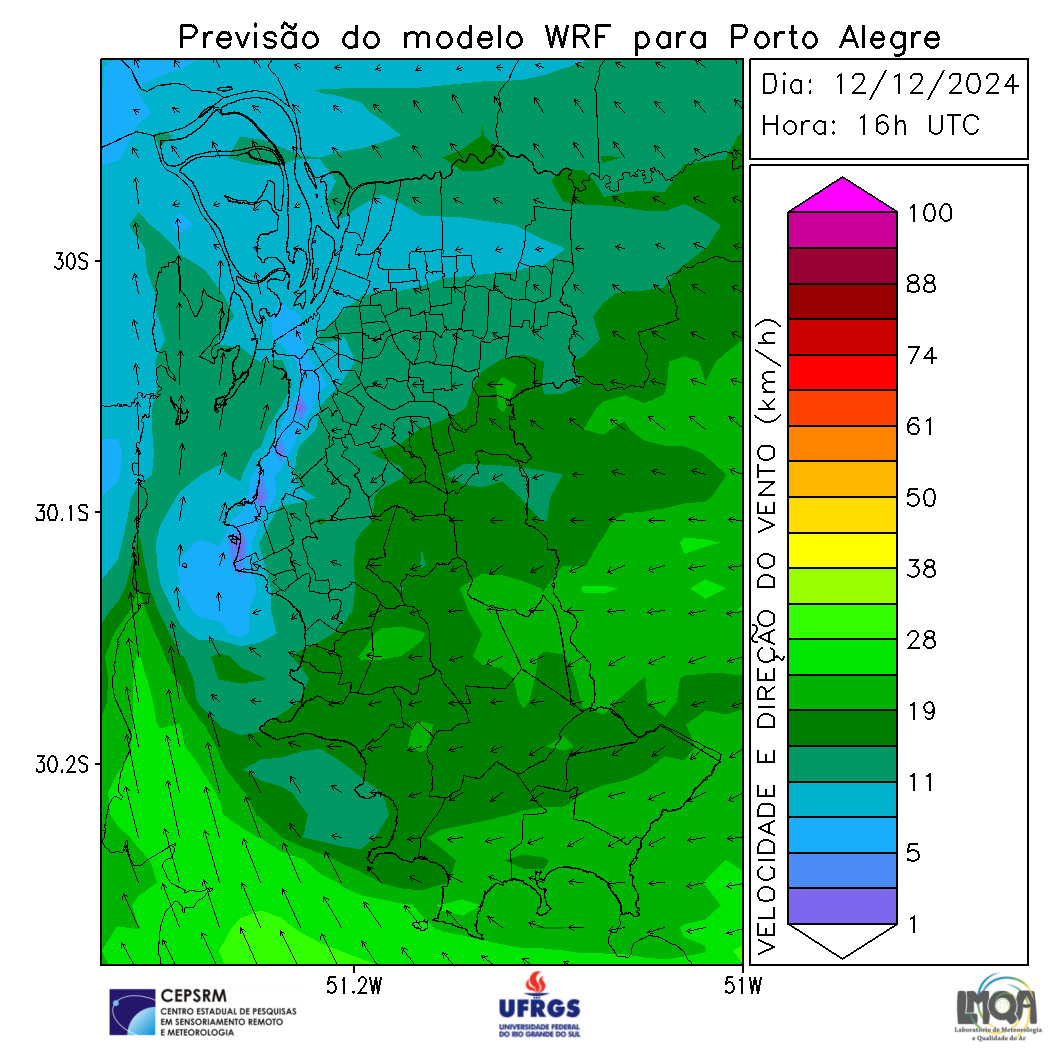 Previsão do modelo WRF para Porto Alegre
Dia: 12/12/2024
Hora: 16h UTC
30S
30.1S
30.2S
51.2W
51W
VELOCIDADE E DIREÇÃO DO VENTO (km/h)
100
88
74
61
50
38
28
19
11
5
1
CEPSRM
CENTRO ESTADUAL DE PESQUISAS
EM SENSORIAMENTO REMOTO
E METEOROLOGIA
UFRGS
UNIVERSIDADE FEDERAL
DO RIO GRANDE DO SUL
LMQA
Laboratório de Meteorologia
e Qualidade do Ar